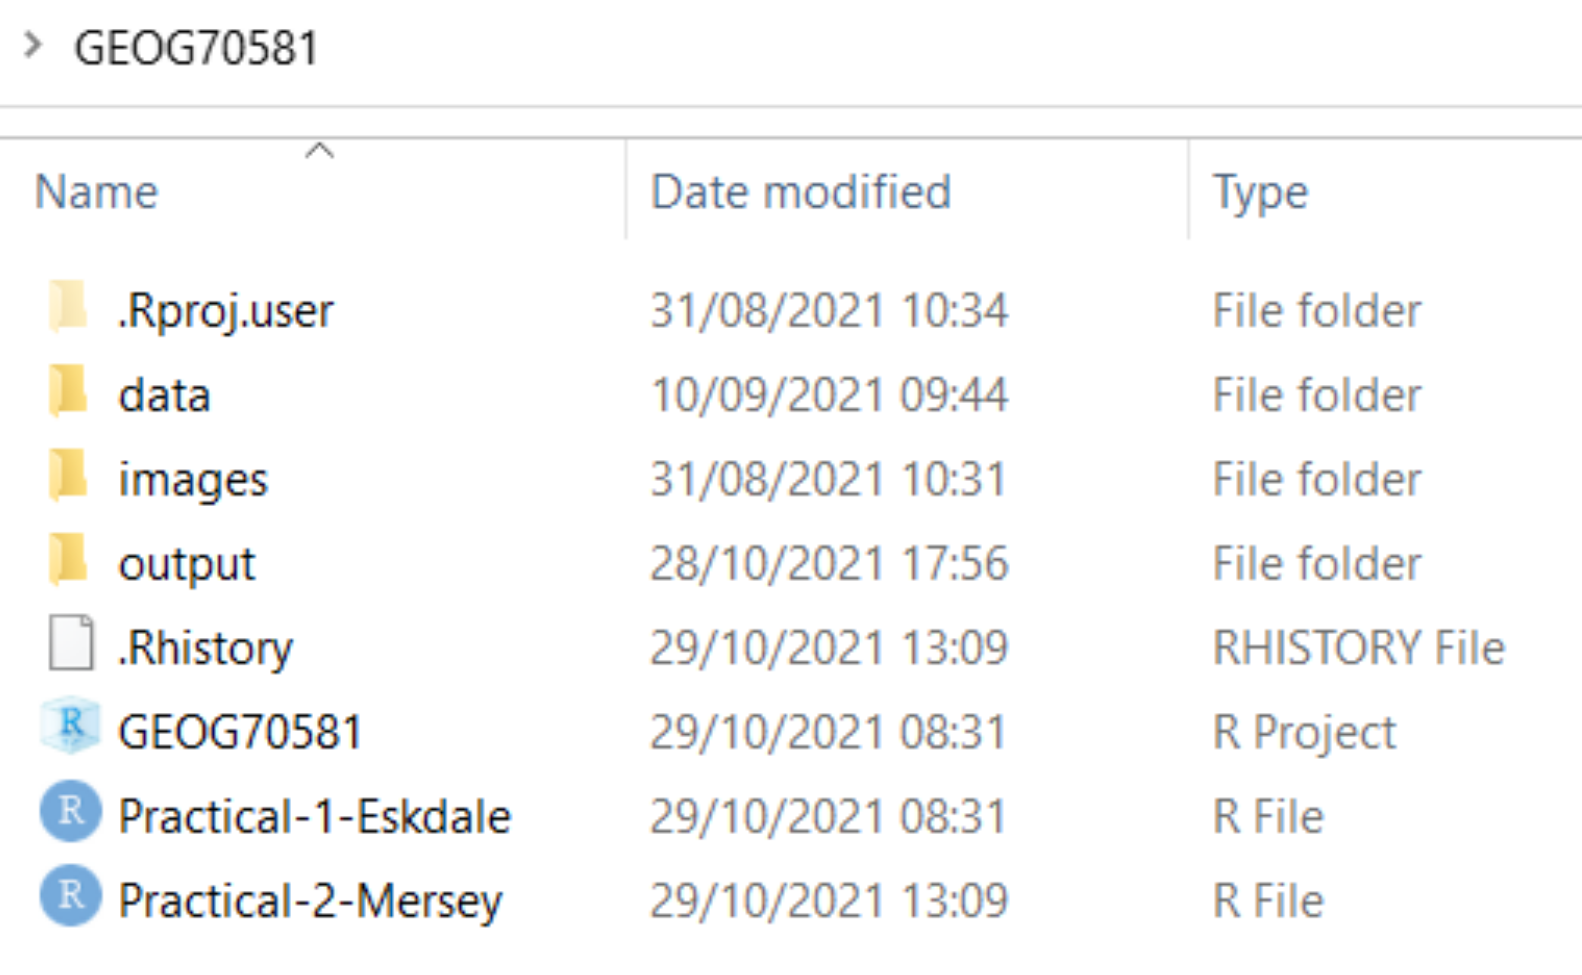 GEOG70581
Name Date modified Type
.Rproj.user 31/08/2021 10:34 File folder
data 10/09/2021 09:44 File folder
images 31/08/2021 10:31 File folder
output 28/10/2021 17:56 File folder
.Rhistory 29/10/2021 13:09 RHISTORY File
R GEOG70581 29/10/2021 08:31 R Project
R Practical-1-Eskdale 29/10/2021 08:31 R File
R Practical-2-Mersey 29/10/2021 13:09 R File